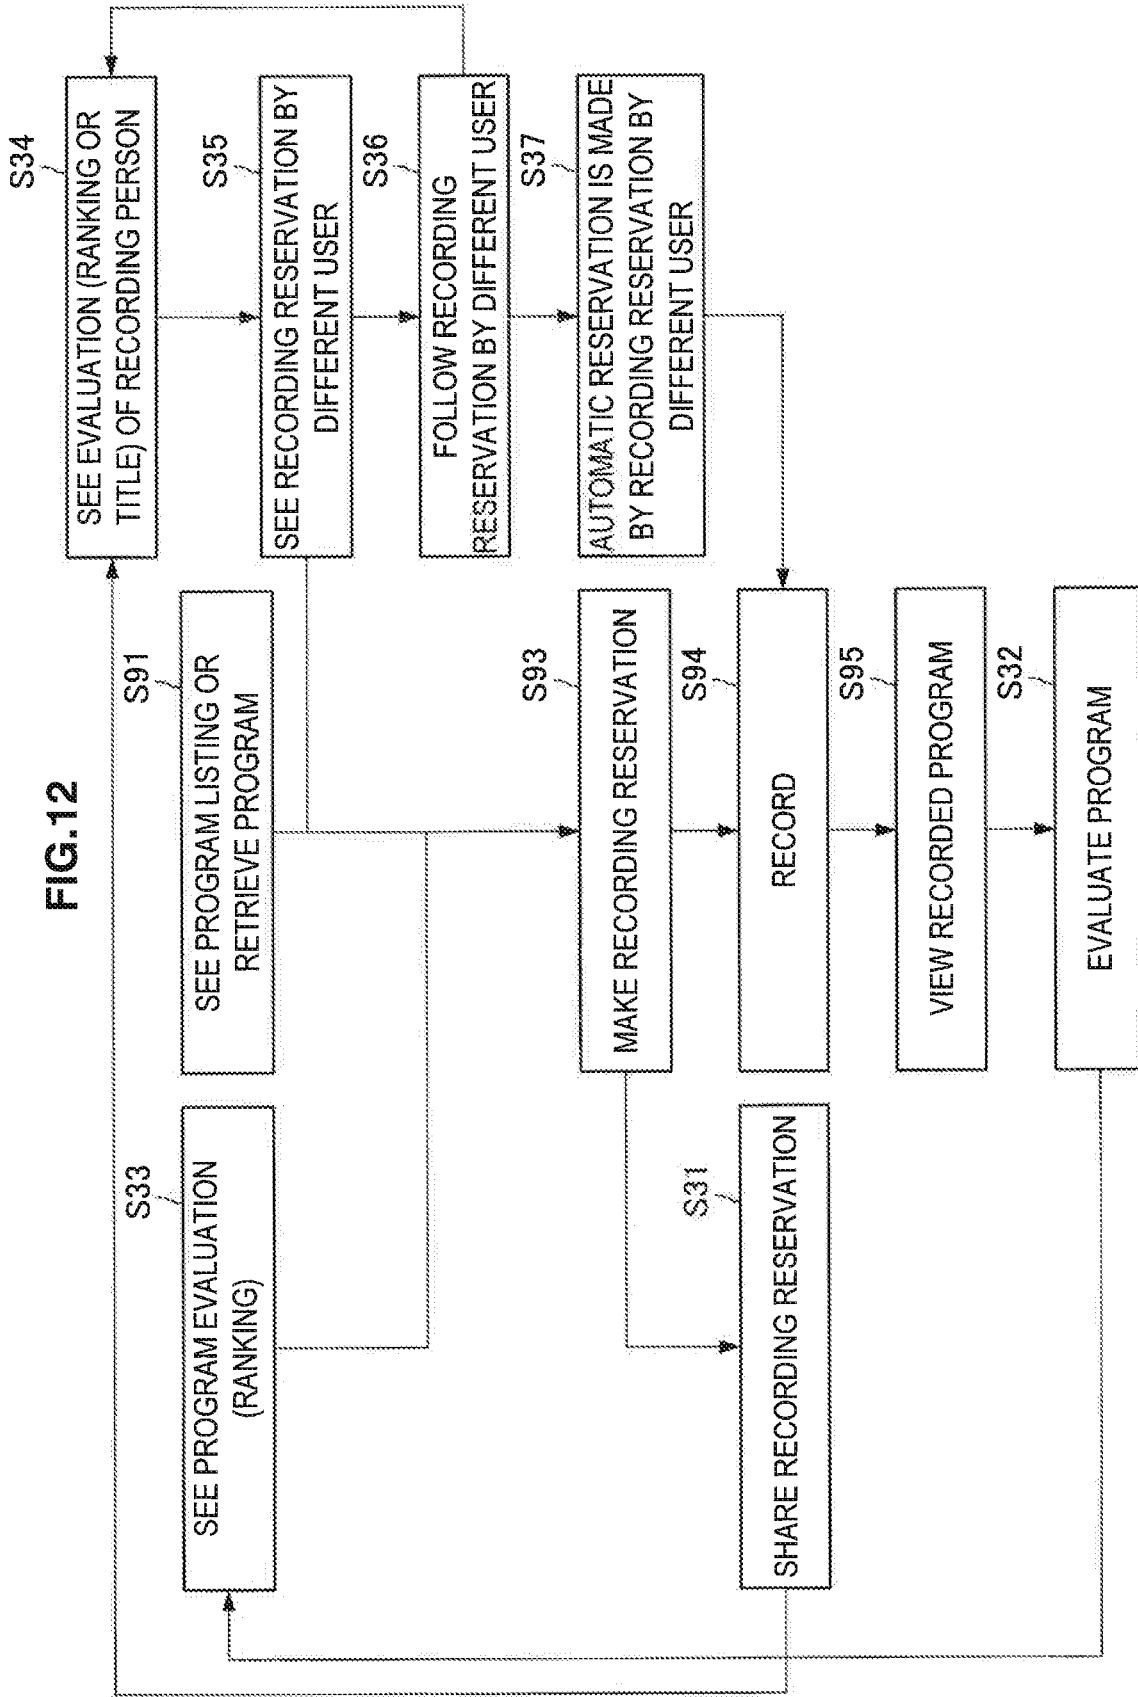 FIG.12
S33
SEE PROGRAM EVALUATION
(RANKING)
S91
SEE PROGRAM LISTING OR
RETRIEVE PROGRAM
S34
SEE EVALUATION (RANKING OR
TITLE) OF RECORDING PERSON
S35
SEE RECORDING RESERVATION BY
DIFFERENT USER
S36
FOLLOW RECORDING
RESERVATION BY DIFFERENT USER
S37
AUTOMATIC RESERVATION IS MADE
BY RECORDING RESERVATION BY
DIFFERENT USER
S93
MAKE RECORDING RESERVATION
S31
SHARE RECORDING RESERVATION
S94
RECORD
S95
VIEW RECORDED PROGRAM
S32
EVALUATE PROGRAM